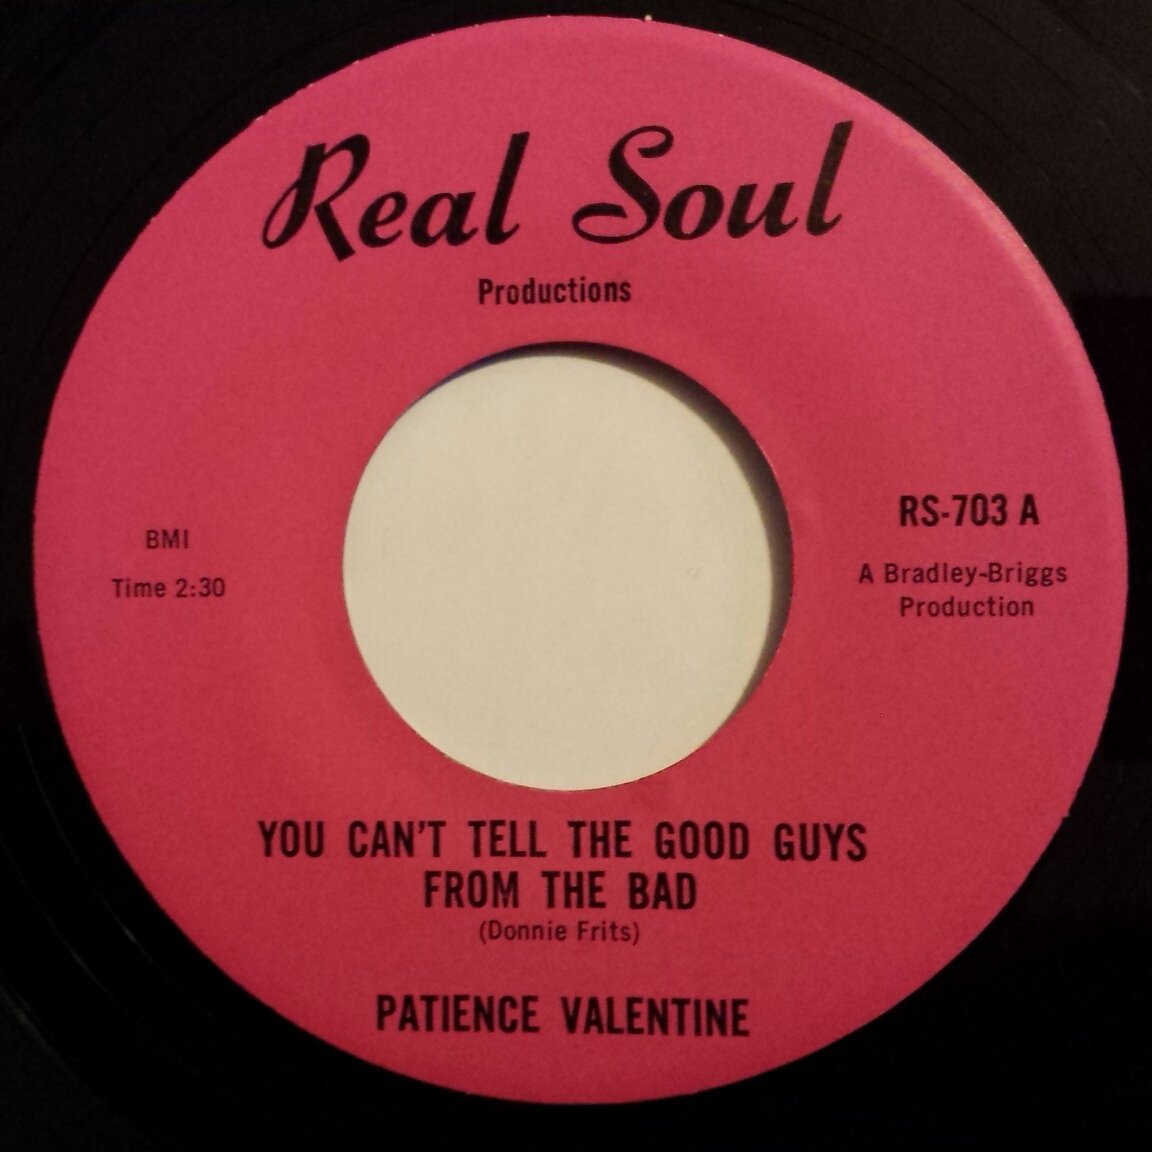 Real Soul
Productions
BMI
Time 2:30
RS-703 A
A Bradley-Briggs
Production
YOU CAN'T TELL THE GOOD GUYS
FROM THE BAD
(Donnie Frits)
PATIENCE VALENTINE